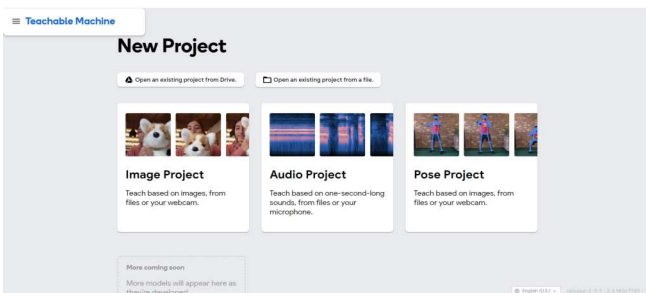 Teachable Machine
New Project
Open an existing project from Drive.
Open an existing project from a file.
Image Project
Teach based on images, from
files or your webcam.
Audio Project
Teach based on one-second-long
sounds, from files or your
microphone.
Pose Project
Teach based on images, from
files or your webcam.
More coming soon
More models will appear here as
they're developed.
English (U.S.)